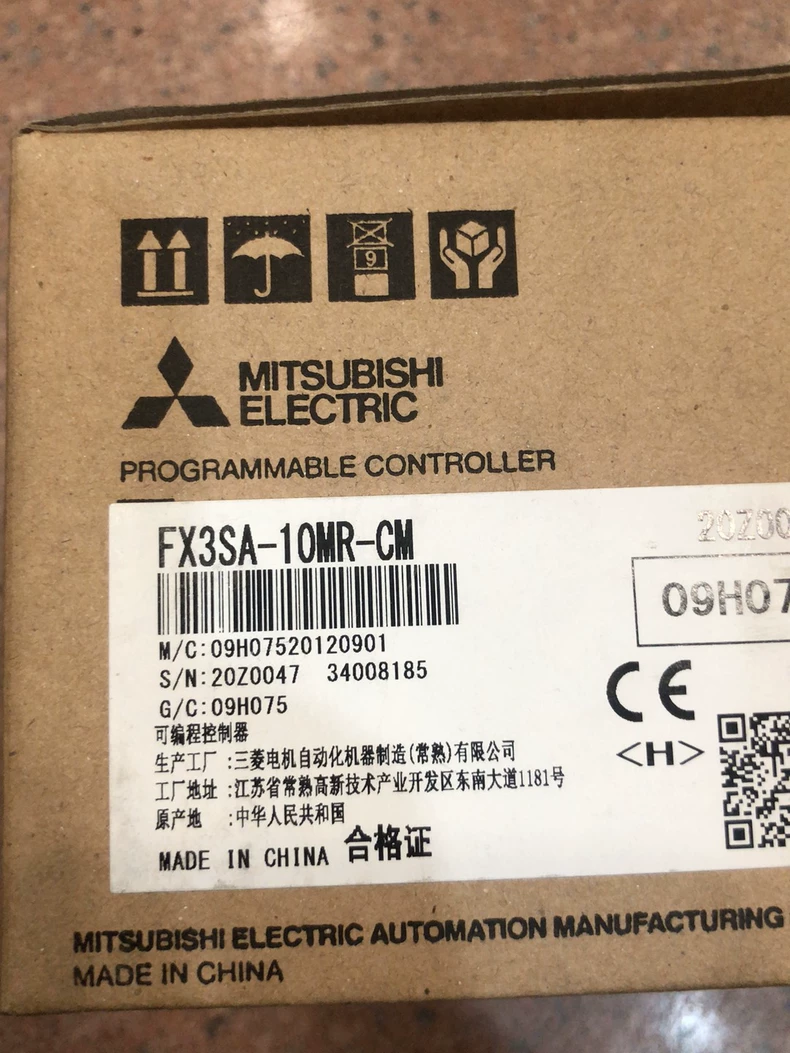 9
MITSUBISHI
ELECTRIC
PROGRAMMABLE CONTROLLER
FX3SA-10MR-CM
20Z00
09H07
M/C:09H07520120901
S/N:20Z0047 34008185
G/C:09H075
CE
<H>
可编程控制器
生产工厂 :三菱电机自动化机器制造(常熟)有限公司
工厂地址 :江苏省常熟高新技术产业开发区东南大道1181号
原产地 :中华人民共和国
MADE IN CHINA 合格证
MITSUBISHI ELECTRIC AUTOMATION MANUFACTURING
MADE IN CHINA